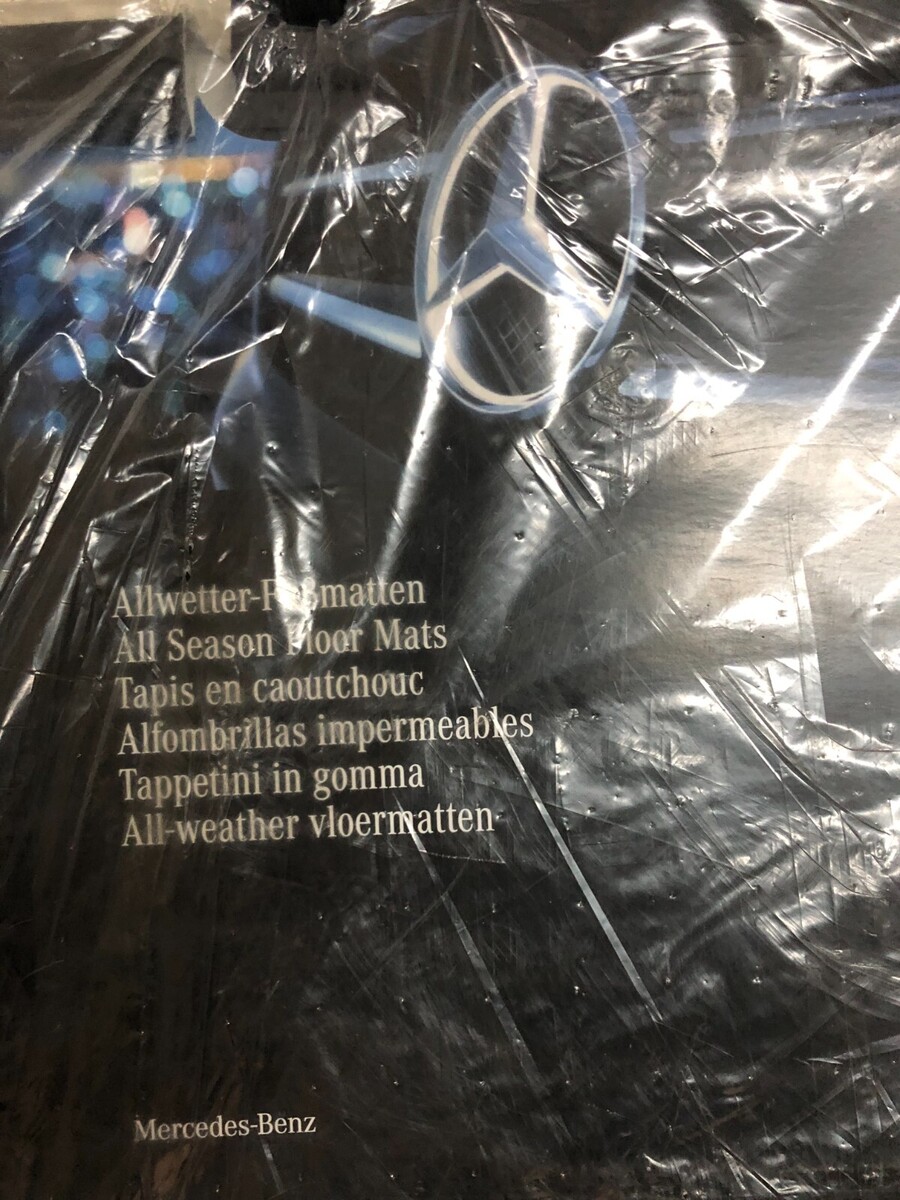 Allwetter-Fußmatten
All Season Floor Mats
Tapis en caoutchouc
Alfombrillas impermeables
Tappetini in gomma
All-weather vloermatten
Mercedes-Benz